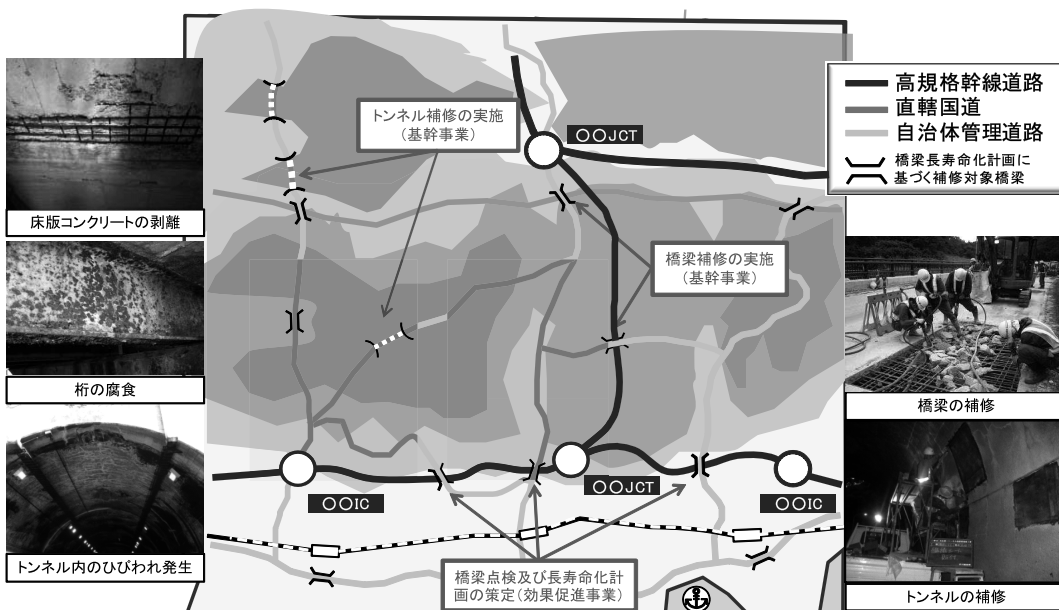 床版コンクリートの剥離
桁の腐食
トンネル内のひびわれ発生
トンネル補修の実施
(基幹事業)
〇〇JCT
橋梁補修の実施
(基幹事業)
〇〇IC
〇〇JCT
〇〇IC
橋梁点検及び長寿命化計
画の策定(効果促進事業)
高規格幹線道路
直轄国道
自治体管理道路
橋梁長寿命化計画に
基づく補修対象橋梁
橋梁の補修
トンネルの補修